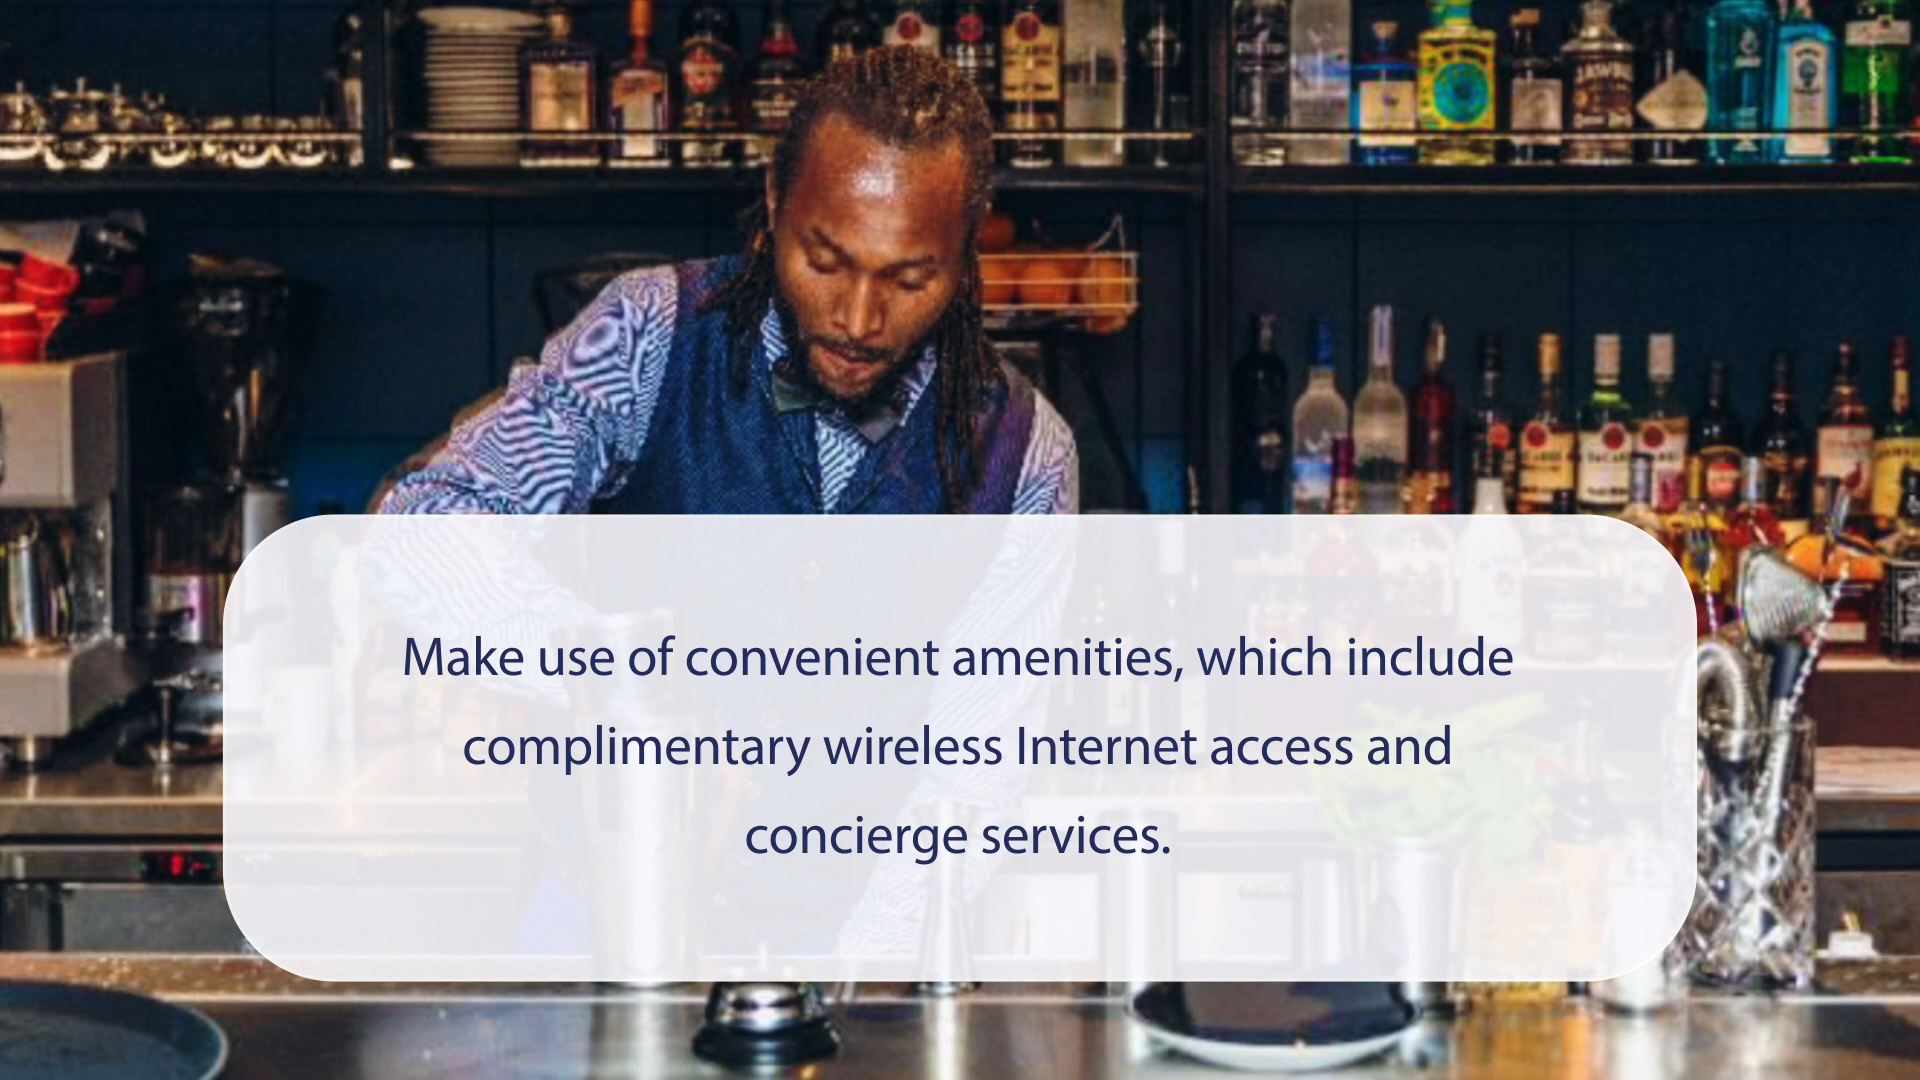 Make use of convenient amenities, which include
complimentary wireless Internet access and
concierge services.